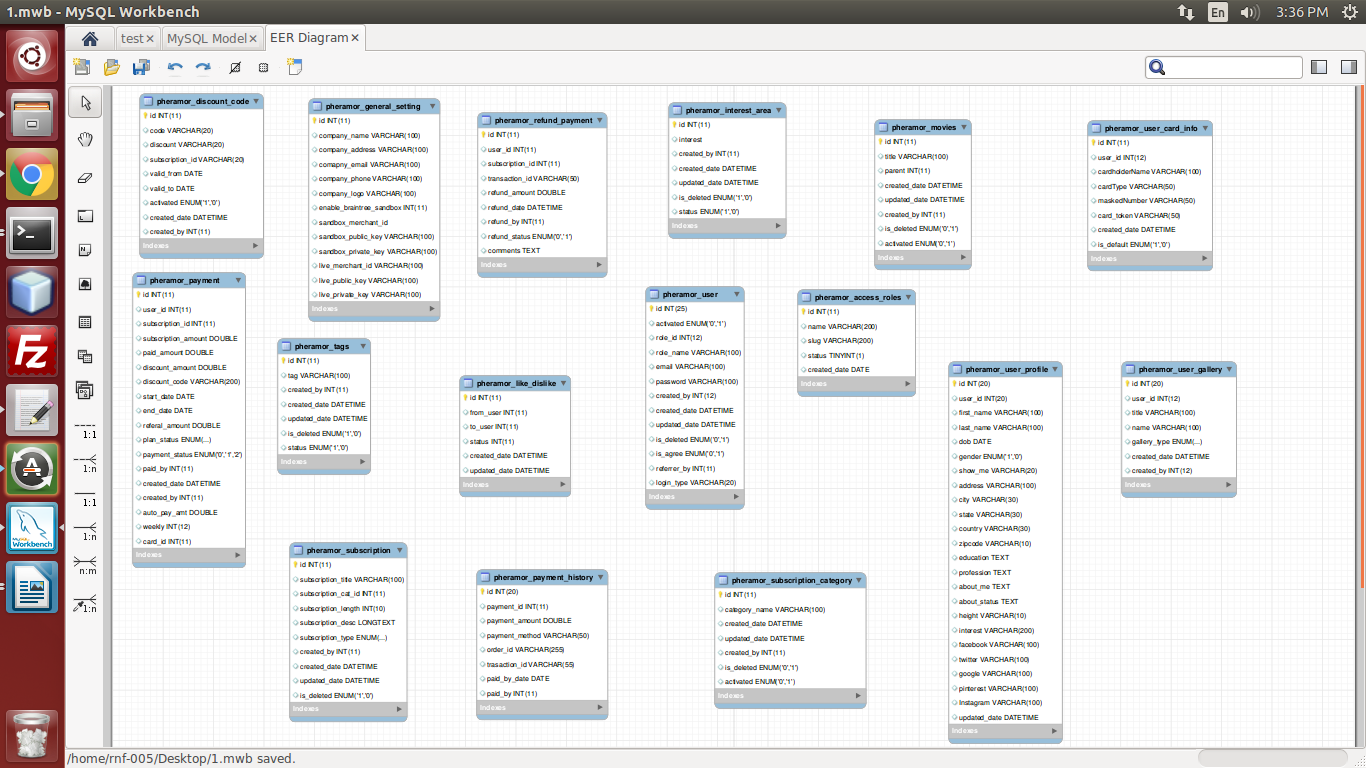 1.mwb - MySQL Workbench
En
3:36 PM
test
MySQL Model
EER Diagram
pheramor_discount_code
id INT(11)
code VARCHAR(20)
discount VARCHAR(20)
subscription_id VARCHAR(20)
valid_from DATE
valid_to DATE
activated ENUM('1','0')
created_date DATETIME
created_by INT(11)
Indexes
pheramor_general_setting
id INT(11)
company_name VARCHAR(100)
company_address VARCHAR(100)
comapny_email VARCHAR(100)
company_phone VARCHAR(100)
company_logo VARCHAR(100)
enable_braintree_sandbox INT(11)
sandbox_merchant_id
sandbox_public_key VARCHAR(100)
sandbox_private_key VARCHAR(100)
live_merchant_id VARCHAR(100)
live_public_key VARCHAR(100)
live_private_key VARCHAR(100)
Indexes
pheramor_refund_payment
id INT(11)
user_id INT(11)
subscription_id INT(11)
transaction_id VARCHAR(50)
refund_amount DOUBLE
refund_date DATETIME
refund_by INT(11)
refund_status ENUM('0','1')
comments TEXT
Indexes
pheramor_interest_area
id INT(11)
interest
created_by INT(11)
created_date DATETIME
updated_date DATETIME
is_deleted ENUM('1','0')
status ENUM('1','0')
Indexes
pheramor_movies
id INT(11)
title VARCHAR(100)
parent INT(11)
created_date DATETIME
updated_date DATETIME
created_by INT(11)
is_deleted ENUM('0','1')
activated ENUM('0','1')
Indexes
pheramor_user_card_info
id INT(11)
user_id INT(12)
cardholderName VARCHAR(100)
cardType VARCHAR(50)
maskedNumber VARCHAR(50)
card_token VARCHAR(50)
created_date DATETIME
is_default ENUM('1','0')
Indexes
pheramor_payment
id INT(11)
user_id INT(11)
subscription_id INT(11)
subscription_amount DOUBLE
paid_amount DOUBLE
discount_amount DOUBLE
discount_code VARCHAR(200)
start_date DATE
end_date DATE
referal_amount DOUBLE
plan_status ENUM(...)
payment_status ENUM('0','1','2')
paid_by INT(11)
created_date DATETIME
created_by INT(11)
auto_pay_amt DOUBLE
weekly INT(12)
card_id INT(11)
Indexes
pheramor_tags
id INT(11)
tag VARCHAR(100)
created_by INT(11)
created_date DATETIME
updated_date DATETIME
is_deleted ENUM('1','0')
status ENUM('1','0')
Indexes
pheramor_like_dislike
id INT(11)
from_user INT(11)
to_user INT(11)
status INT(11)
created_date DATETIME
updated_date DATETIME
Indexes
pheramor_user
id INT(25)
activated ENUM('0','1')
role_id INT(12)
role_name VARCHAR(100)
email VARCHAR(100)
password VARCHAR(100)
created_by INT(12)
created_date DATETIME
updated_date DATETIME
is_deleted ENUM('0','1')
is_agree ENUM('0','1')
referrer_by INT(11)
login_type VARCHAR(20)
Indexes
pheramor_access_roles
id INT(11)
name VARCHAR(200)
slug VARCHAR(200)
status TINYINT(1)
created_date DATE
Indexes
pheramor_user_profile
id INT(20)
user_id INT(20)
first_name VARCHAR(100)
last_name VARCHAR(100)
dob DATE
gender ENUM('1','0')
show_me VARCHAR(20)
address VARCHAR(100)
city VARCHAR(30)
state VARCHAR(30)
country VARCHAR(30)
zipcode VARCHAR(10)
education TEXT
profession TEXT
about_me TEXT
about_status TEXT
height VARCHAR(10)
interest VARCHAR(200)
facebook VARCHAR(100)
twitter VARCHAR(100)
google VARCHAR(100)
pinterest VARCHAR(100)
Instagram VARCHAR(100)
updated_date DATETIME
Indexes
pheramor_user_gallery
id INT(20)
user_id INT(12)
title VARCHAR(100)
name VARCHAR(100)
gallery_type ENUM(...)
created_date DATETIME
created_by INT(12)
Indexes
pheramor_subscription
id INT(11)
subscription_title VARCHAR(100)
subscription_cat_id INT(11)
subscription_length INT(10)
subscription_desc LONGTEXT
subscription_type ENUM(...)
created_by INT(11)
created_date DATETIME
updated_date DATETIME
is_deleted ENUM('1','0')
Indexes
pheramor_payment_history
id INT(20)
payment_id INT(11)
payment_amount DOUBLE
payment_method VARCHAR(50)
order_id VARCHAR(255)
trasaction_id VARCHAR(55)
paid_by_date DATE
paid_by INT(11)
Indexes
pheramor_subscription_category
id INT(11)
category_name VARCHAR(100)
created_date DATETIME
updated_date DATETIME
created_by INT(11)
is_deleted ENUM('0','1')
activated ENUM('0','1')
Indexes
1:1
1:n
1:1
1:n
n:m
1:n
Fz
MySQL
Workbench
/home/rnf-005/Desktop/1.mwb saved.